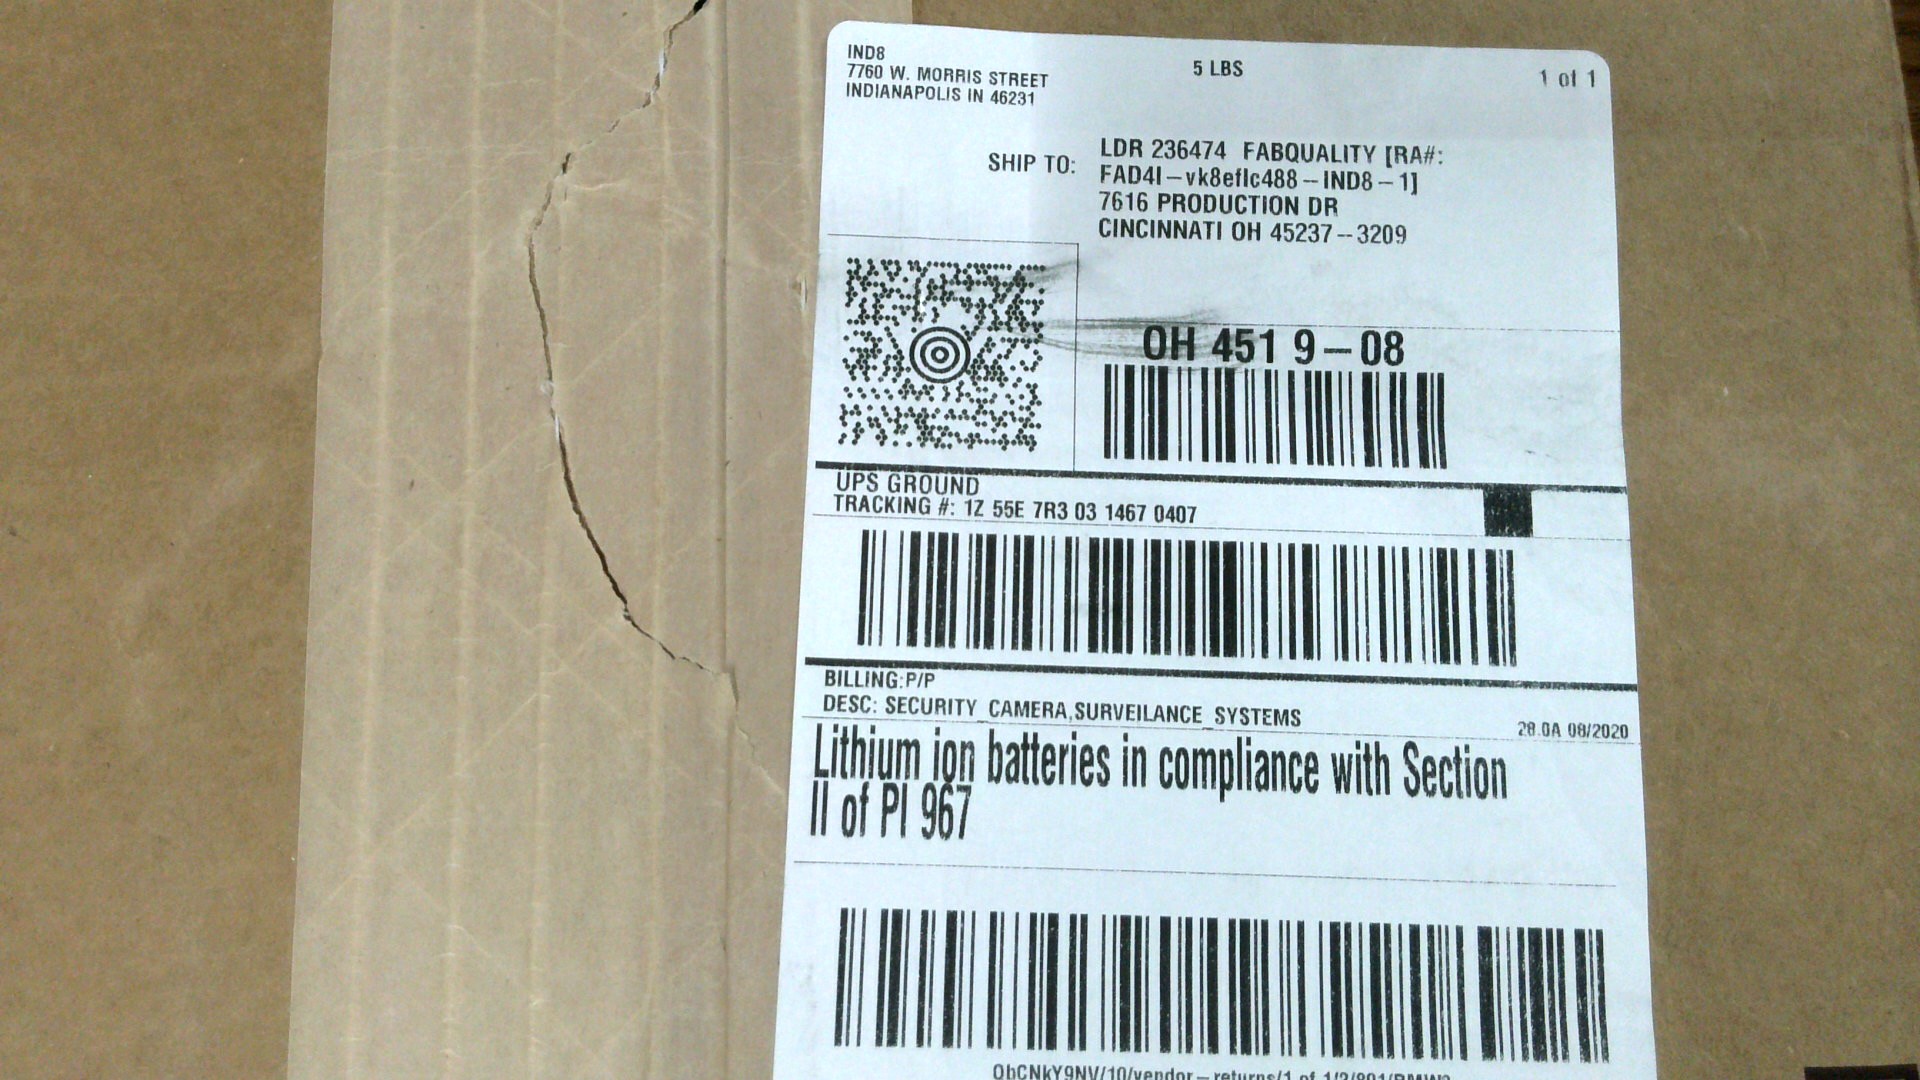 IND8
7760 W. MORRIS STREET
INDIANAPOLIS IN 46231
5 LBS
1 of 1
SHIP TO:
LDR 236474 FABQUALITY [RA#:
FAD4I-vk8eflc488-IND8-1]
7616 PRODUCTION DR
CINCINNATI OH 45237-3209
OH 451 9-08
UPS GROUND
TRACKING #: 1Z 55E 7R3 03 1467 0407
BILLING:P/P
DESC: SECURITY_CAMERA,SURVEILANCE_SYSTEMS
28.0A 08/2020
Lithium ion batteries in compliance with Section
II of PI 967